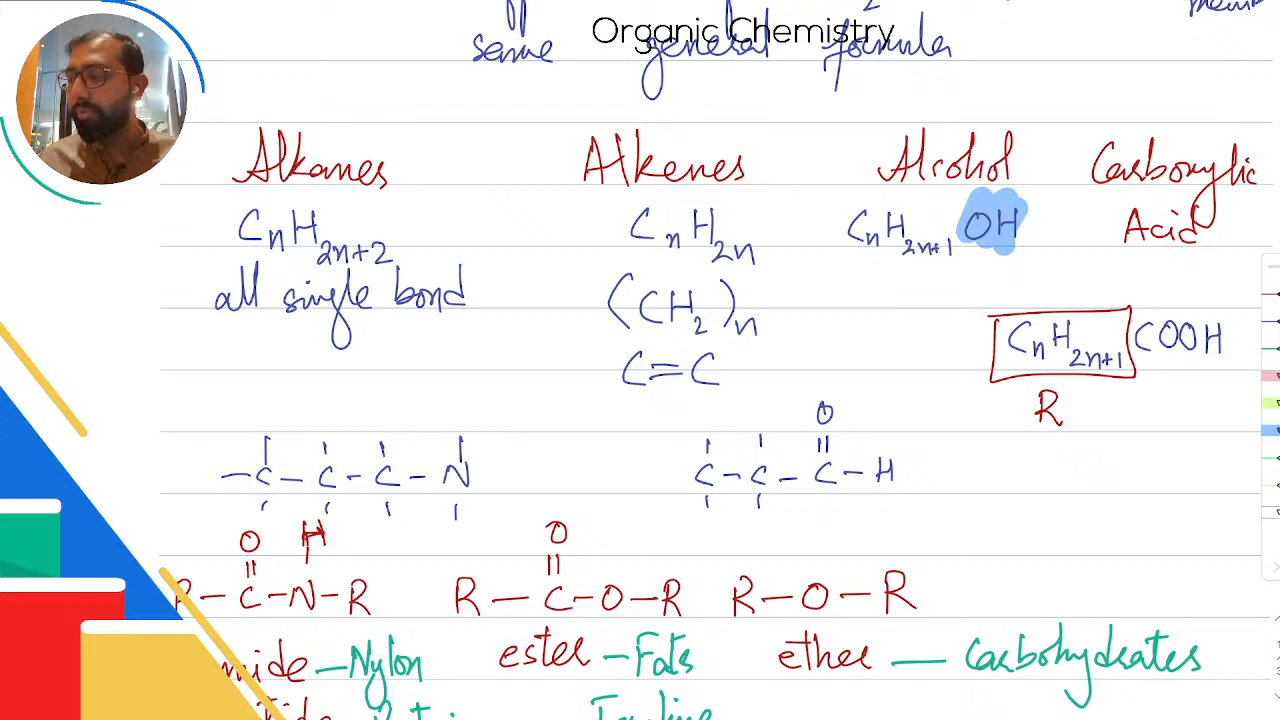 Organic Chemistry
same general formula
Alkanes Alkenes Alcohol Carboxylic Acid
CnH2n+2 CnH2n CnH2n+1 OH
all single bond (CH2)n CnH2n+1 COOH
C=C R
O
-C-C-C-N C-C-C-H
O H O
R-C-N-R R-C-O-R R-O-R
mide-Nylon ester-Fats ether-Carbohydrates